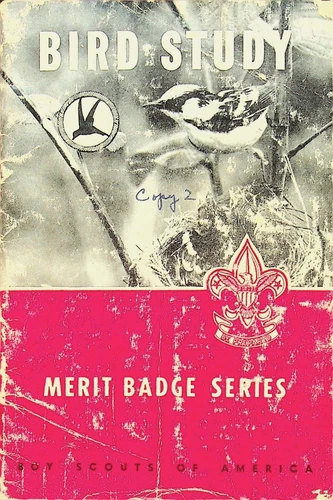 BIRD STUDY
Copy 2
MERIT BADGE SERIES
BOY SCOUTS OF AMERICA